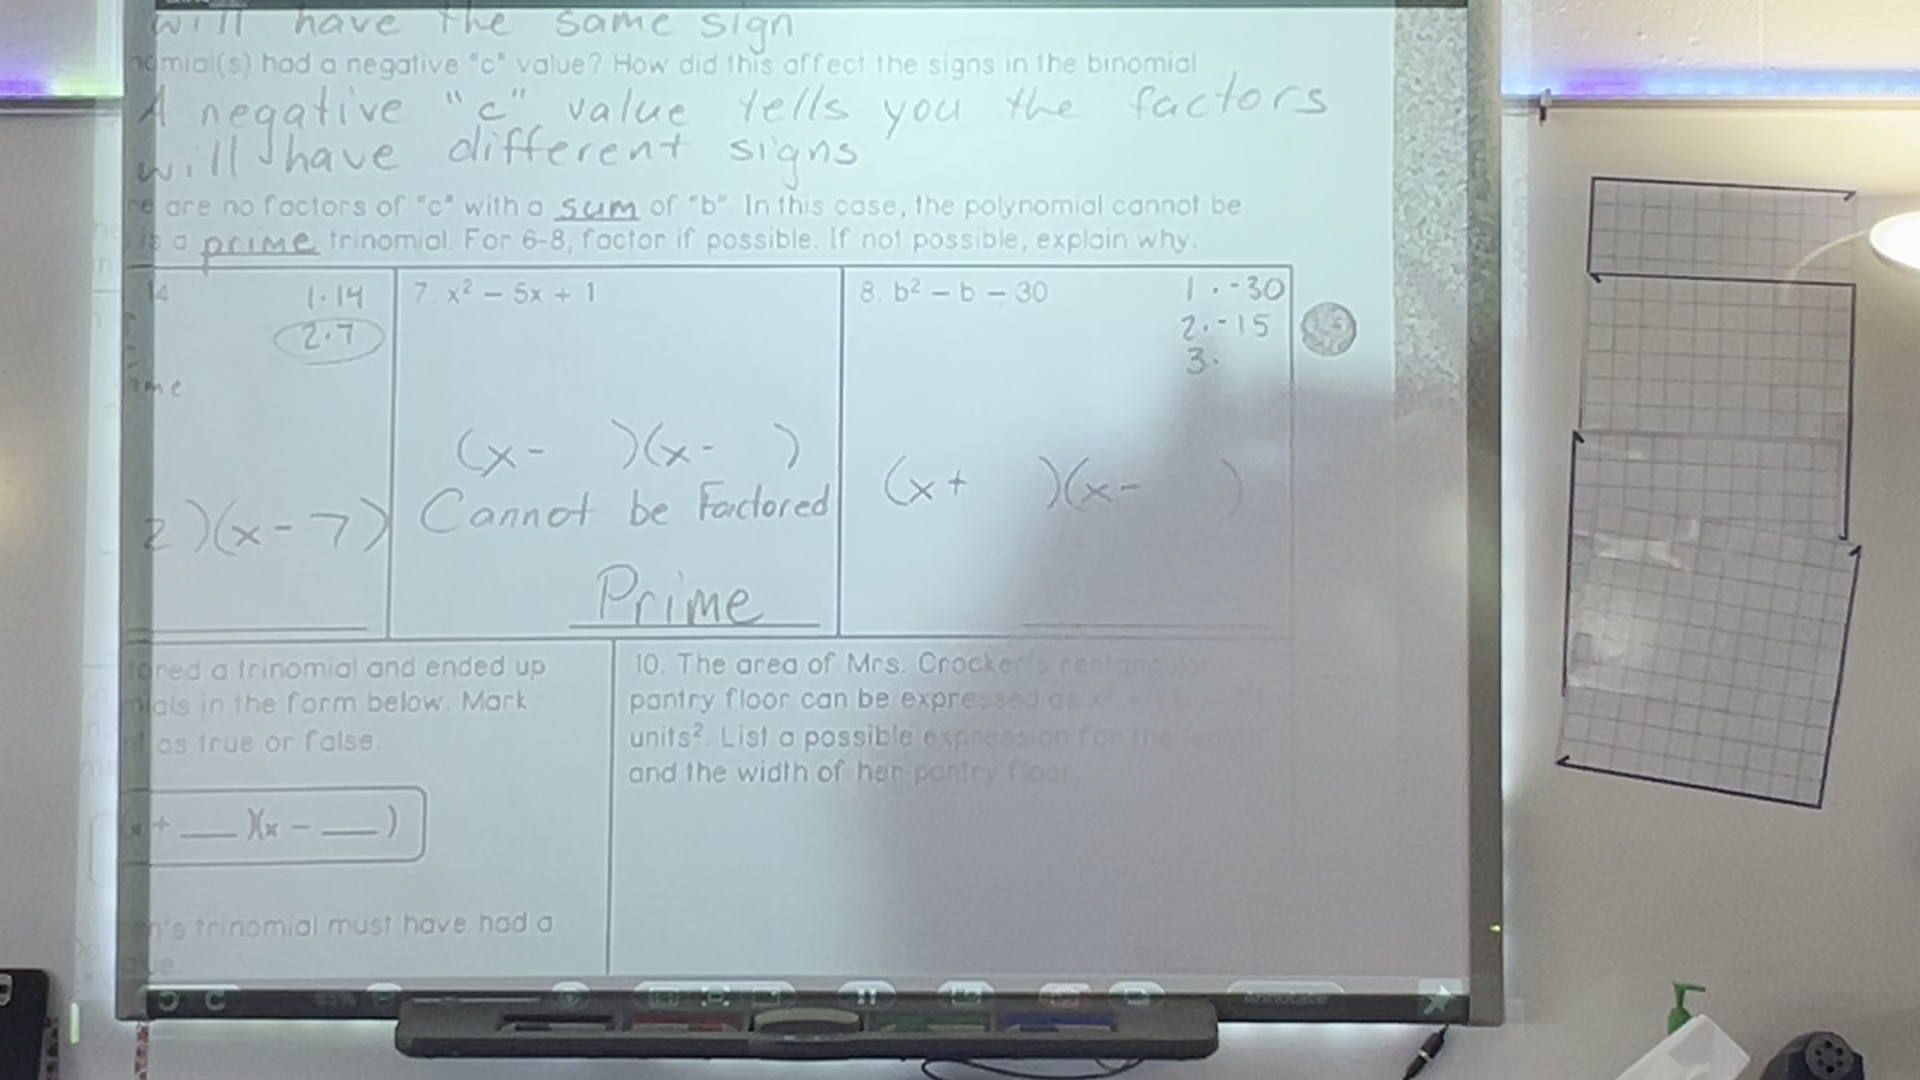 will have the same sign
nomial(s) had a negative "c" value? How did this affect the signs in the binomial
A negative "c" value tells you the factors
will have different signs
re are no factors of "c" with a sum of "b". In this case, the polynomial cannot be
is a prime trinomial. For 6-8, factor if possible. If not possible, explain why.
14
1·14
2·7
me
2)(x-7)
7. x² − 5x + 1
(x- )(x- )
Cannot be Factored
Prime
8. b² − b − 30
1·-30
2·-15
3·
(x+ )(x- )
ored a trinomial and ended up
mials in the form below. Mark
as true or false.
x + ___ )(x − ___ )
n's trinomial must have had a
10. The area of Mrs. Crocker's rectangular
pantry floor can be expressed as
units². List a possible expression for the length
and the width of her pantry floor.
Annotate